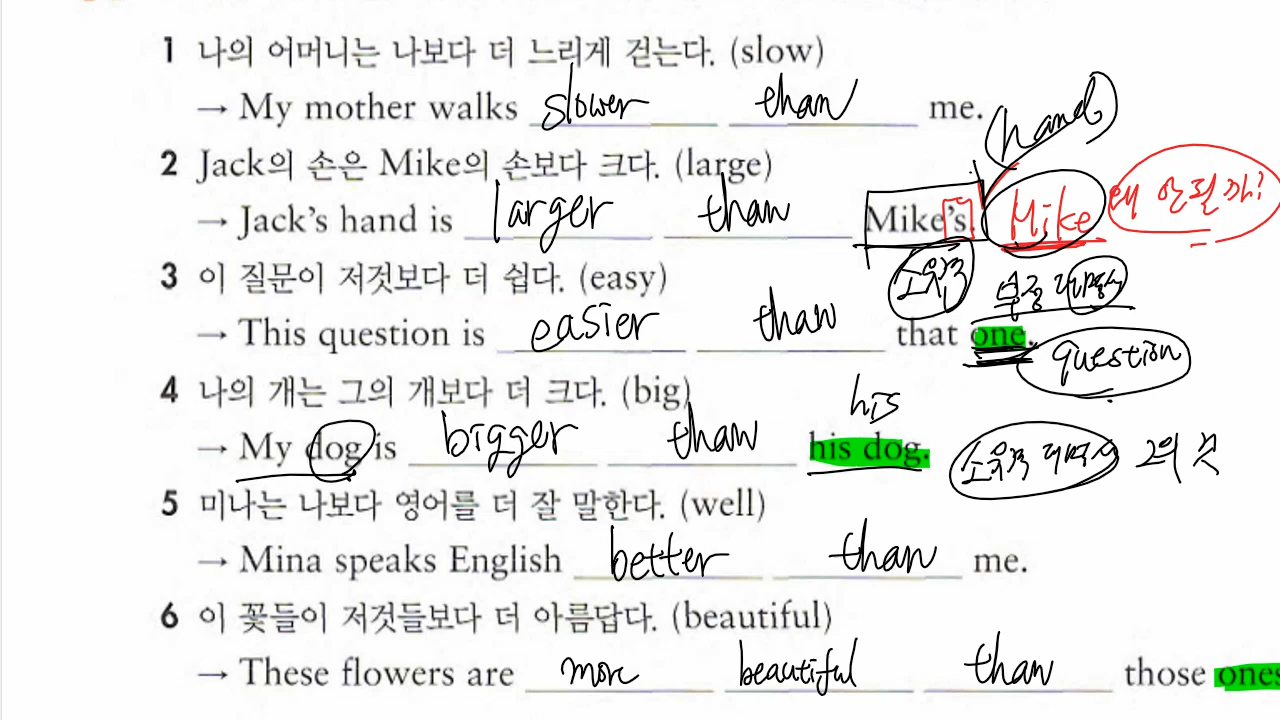 1 나의 어머니는 나보다 더 느리게 걷는다. (slow)
→ My mother walks slower than me. (hand)
2 Jack의 손은 Mike의 손보다 크다. (large)
→ Jack's hand is larger than Mike's. Mike 왜 안될까?
소유격
3 이 질문이 저것보다 더 쉽다. (easy) 부정 대명사
→ This question is easier than that one. question
4 나의 개는 그의 개보다 더 크다. (big) his
→ My dog is bigger than his dog. 소유격 대명사 그의 것
5 미나는 나보다 영어를 더 잘 말한다. (well)
→ Mina speaks English better than me.
6 이 꽃들이 저것들보다 더 아름답다. (beautiful)
→ These flowers are more beautiful than those ones